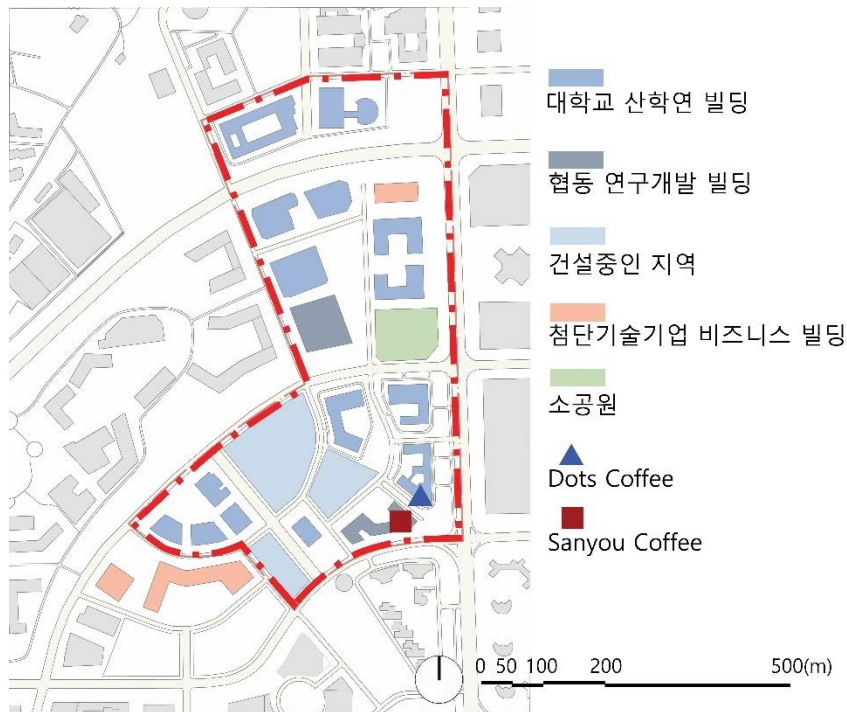 대학교 산학연 빌딩
협동 연구개발 빌딩
건설중인 지역
첨단기술기업 비즈니스 빌딩
소공원
Dots Coffee
Sanyou Coffee
0 50 100 200 500(m)